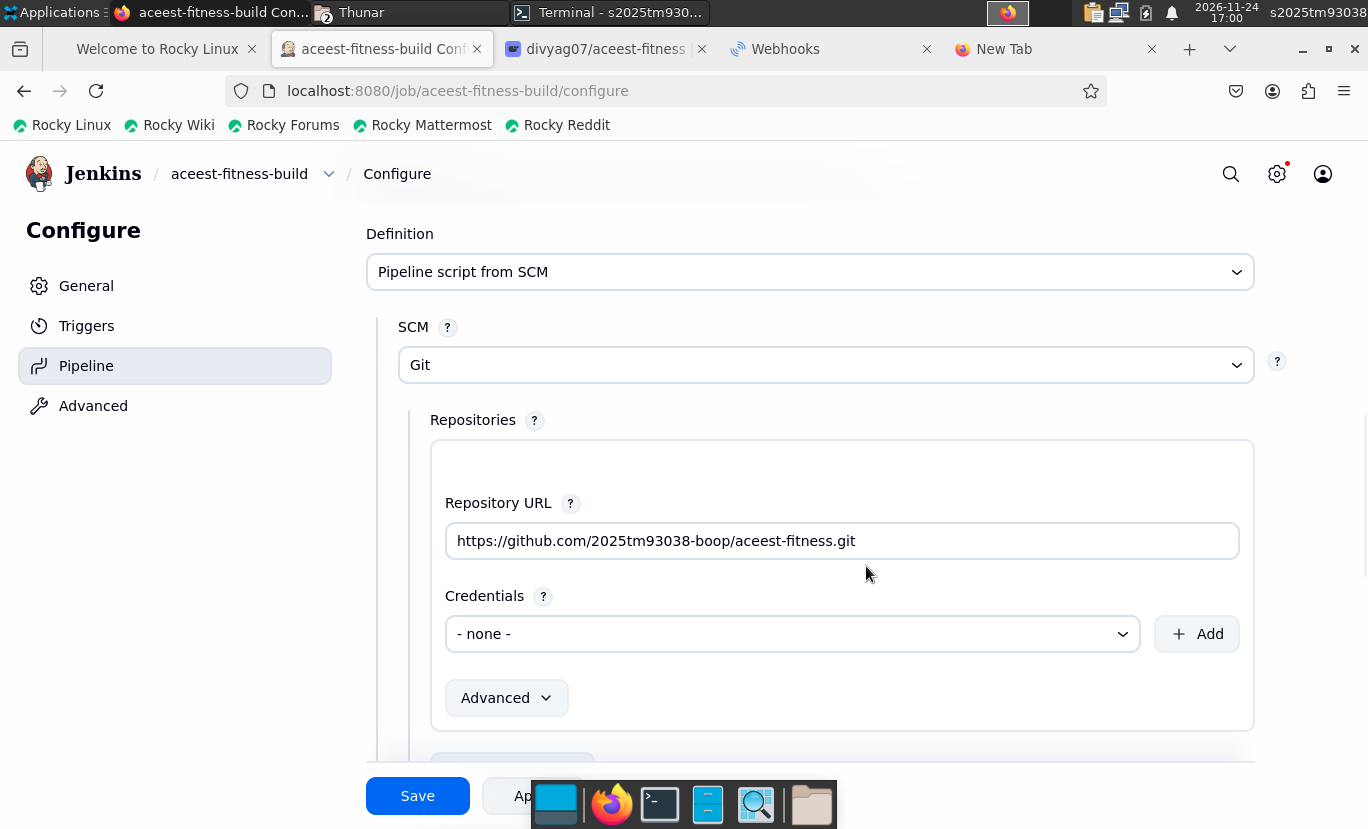 Applications
aceest-fitness-build Con...
2
Thunar
Terminal - s2025tm930...
2026-11-24
17:00
s2025tm93038
Welcome to Rocky Linux
aceest-fitness-build Conf
divyag07/aceest-fitness
Webhooks
New Tab
localhost:8080/job/aceest-fitness-build/configure
Rocky Linux
Rocky Wiki
Rocky Forums
Rocky Mattermost
Rocky Reddit
Jenkins / aceest-fitness-build / Configure
Configure
General
Triggers
Pipeline
Advanced
Definition
Pipeline script from SCM
SCM ?
Git
?
Repositories ?
Repository URL ?
https://github.com/2025tm93038-boop/aceest-fitness.git
Credentials ?
- none -
+ Add
Advanced
Save